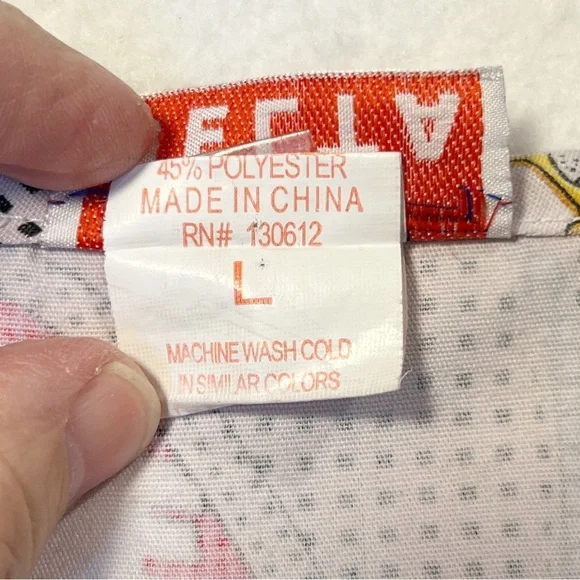 45% POLYESTER
MADE IN CHINA
RN# 130612
L
MACHINE WASH COLD
IN SIMILAR COLORS